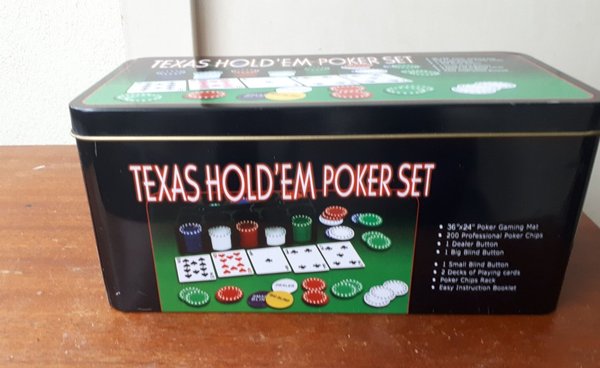 TEXAS HOLD'EM POKER SET
TEXAS HOLD'EM POKER SET
• 36"x24" Poker Gaming Mat
• 200 Professional Poker Chips
• 1 Dealer Button
• 1 Big Blind Button
• 1 Small Blind Button
• 2 Decks of Playing cards
• Poker Chips Rack
• Easy Instruction Booklet
DEALER